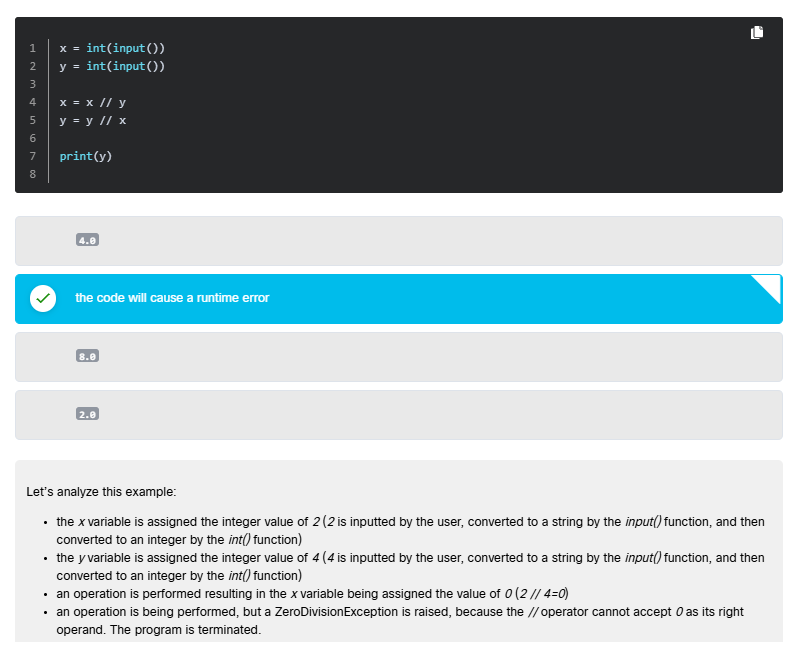 1 x = int(input())
2 y = int(input())
3
4 x = x // y
5 y = y // x
6
7 print(y)
8
4.0
the code will cause a runtime error
8.0
2.0
Let's analyze this example:
• the x variable is assigned the integer value of 2 (2 is inputted by the user, converted to a string by the input() function, and then
converted to an integer by the int() function)
• the y variable is assigned the integer value of 4 (4 is inputted by the user, converted to a string by the input() function, and then
converted to an integer by the int() function)
• an operation is performed resulting in the x variable being assigned the value of 0 (2 // 4=0)
• an operation is being performed, but a ZeroDivisionException is raised, because the // operator cannot accept 0 as its right
operand. The program is terminated.